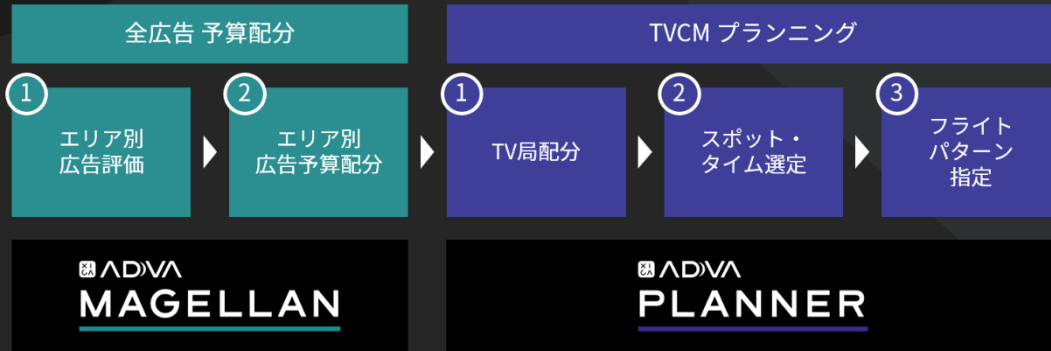 全広告 予算配分
TVCM プランニング
1
エリア別
広告評価
2
エリア別
広告予算配分
1
TV局配分
2
スポット・
タイム選定
3
フライト
パターン
指定
XICA ADVA
MAGELLAN
XICA ADVA
PLANNER